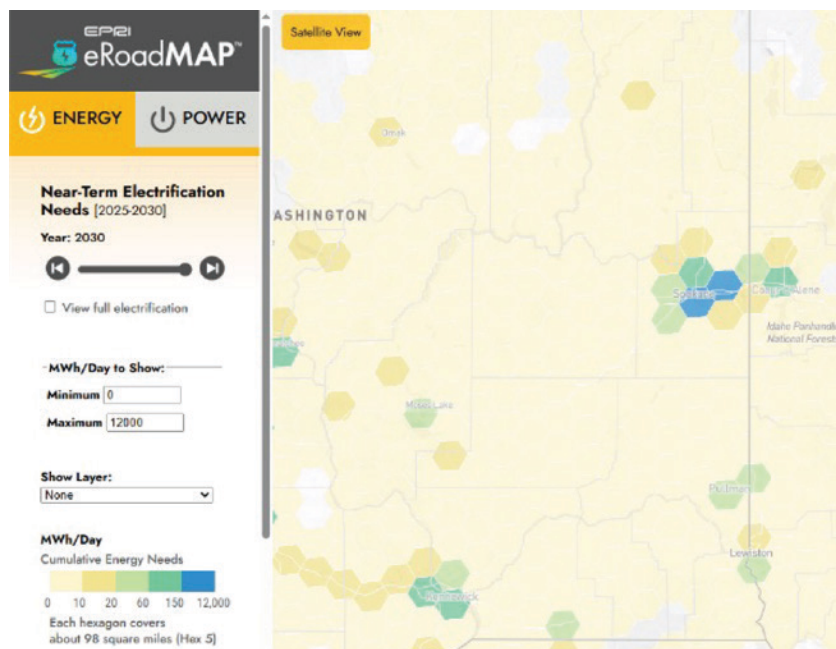 EPRI
eRoadMAP™
ENERGY
POWER
Near-Term Electrification
Needs [2025-2030]
Year: 2030
View full electrification
MWh/Day to Show:
Minimum 0
Maximum 12000
Show Layer:
None
MWh/Day
Cumulative Energy Needs
0 10 20 60 150 12,000
Each hexagon covers
about 98 square miles (Hex 5)
Satellite View
Omak
ASHINGTON
Spokane
Coeur d'Alene
Idaho Panhandle
National Forests
Moses Lake
Pullman
Lewiston
Kennewick